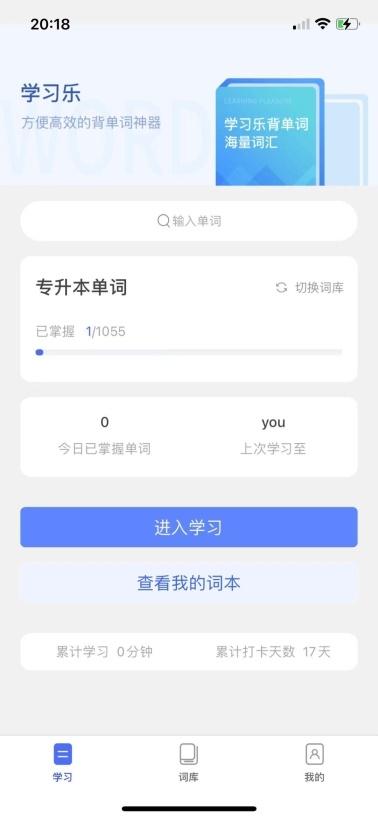 20:18
学习乐
方便高效的背单词神器
WORD
LEARNING PLEASURE
学习乐背单词
海量词汇
输入单词
专升本单词
切换词库
已掌握 1/1055
0
you
今日已掌握单词
上次学习至
进入学习
查看我的词本
累计学习 0分钟
累计打卡天数 17天
学习
词库
我的